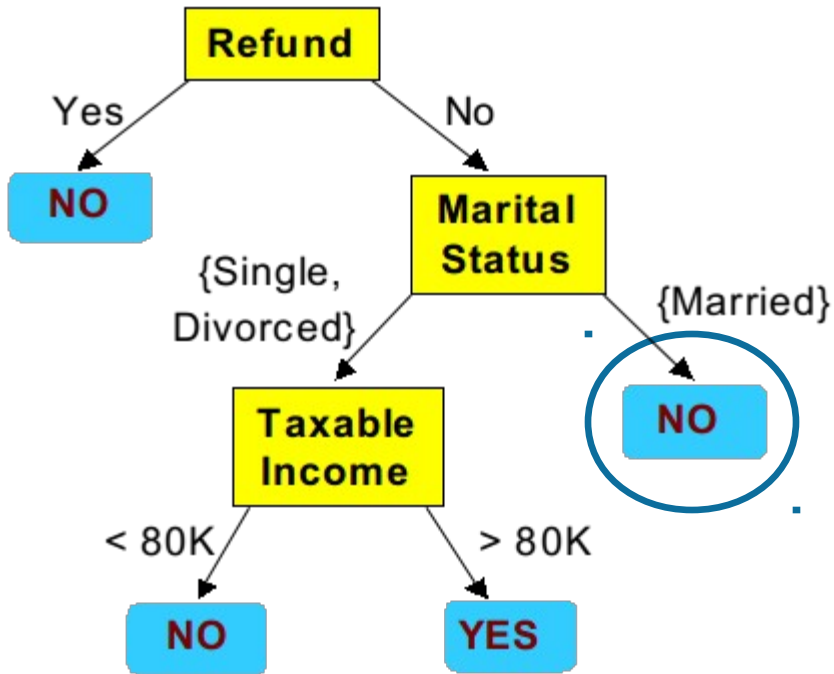 Refund
Yes
No
NO
Marital
Status
{Single,
Divorced}
{Married}
Taxable
Income
NO
< 80K
> 80K
NO
YES